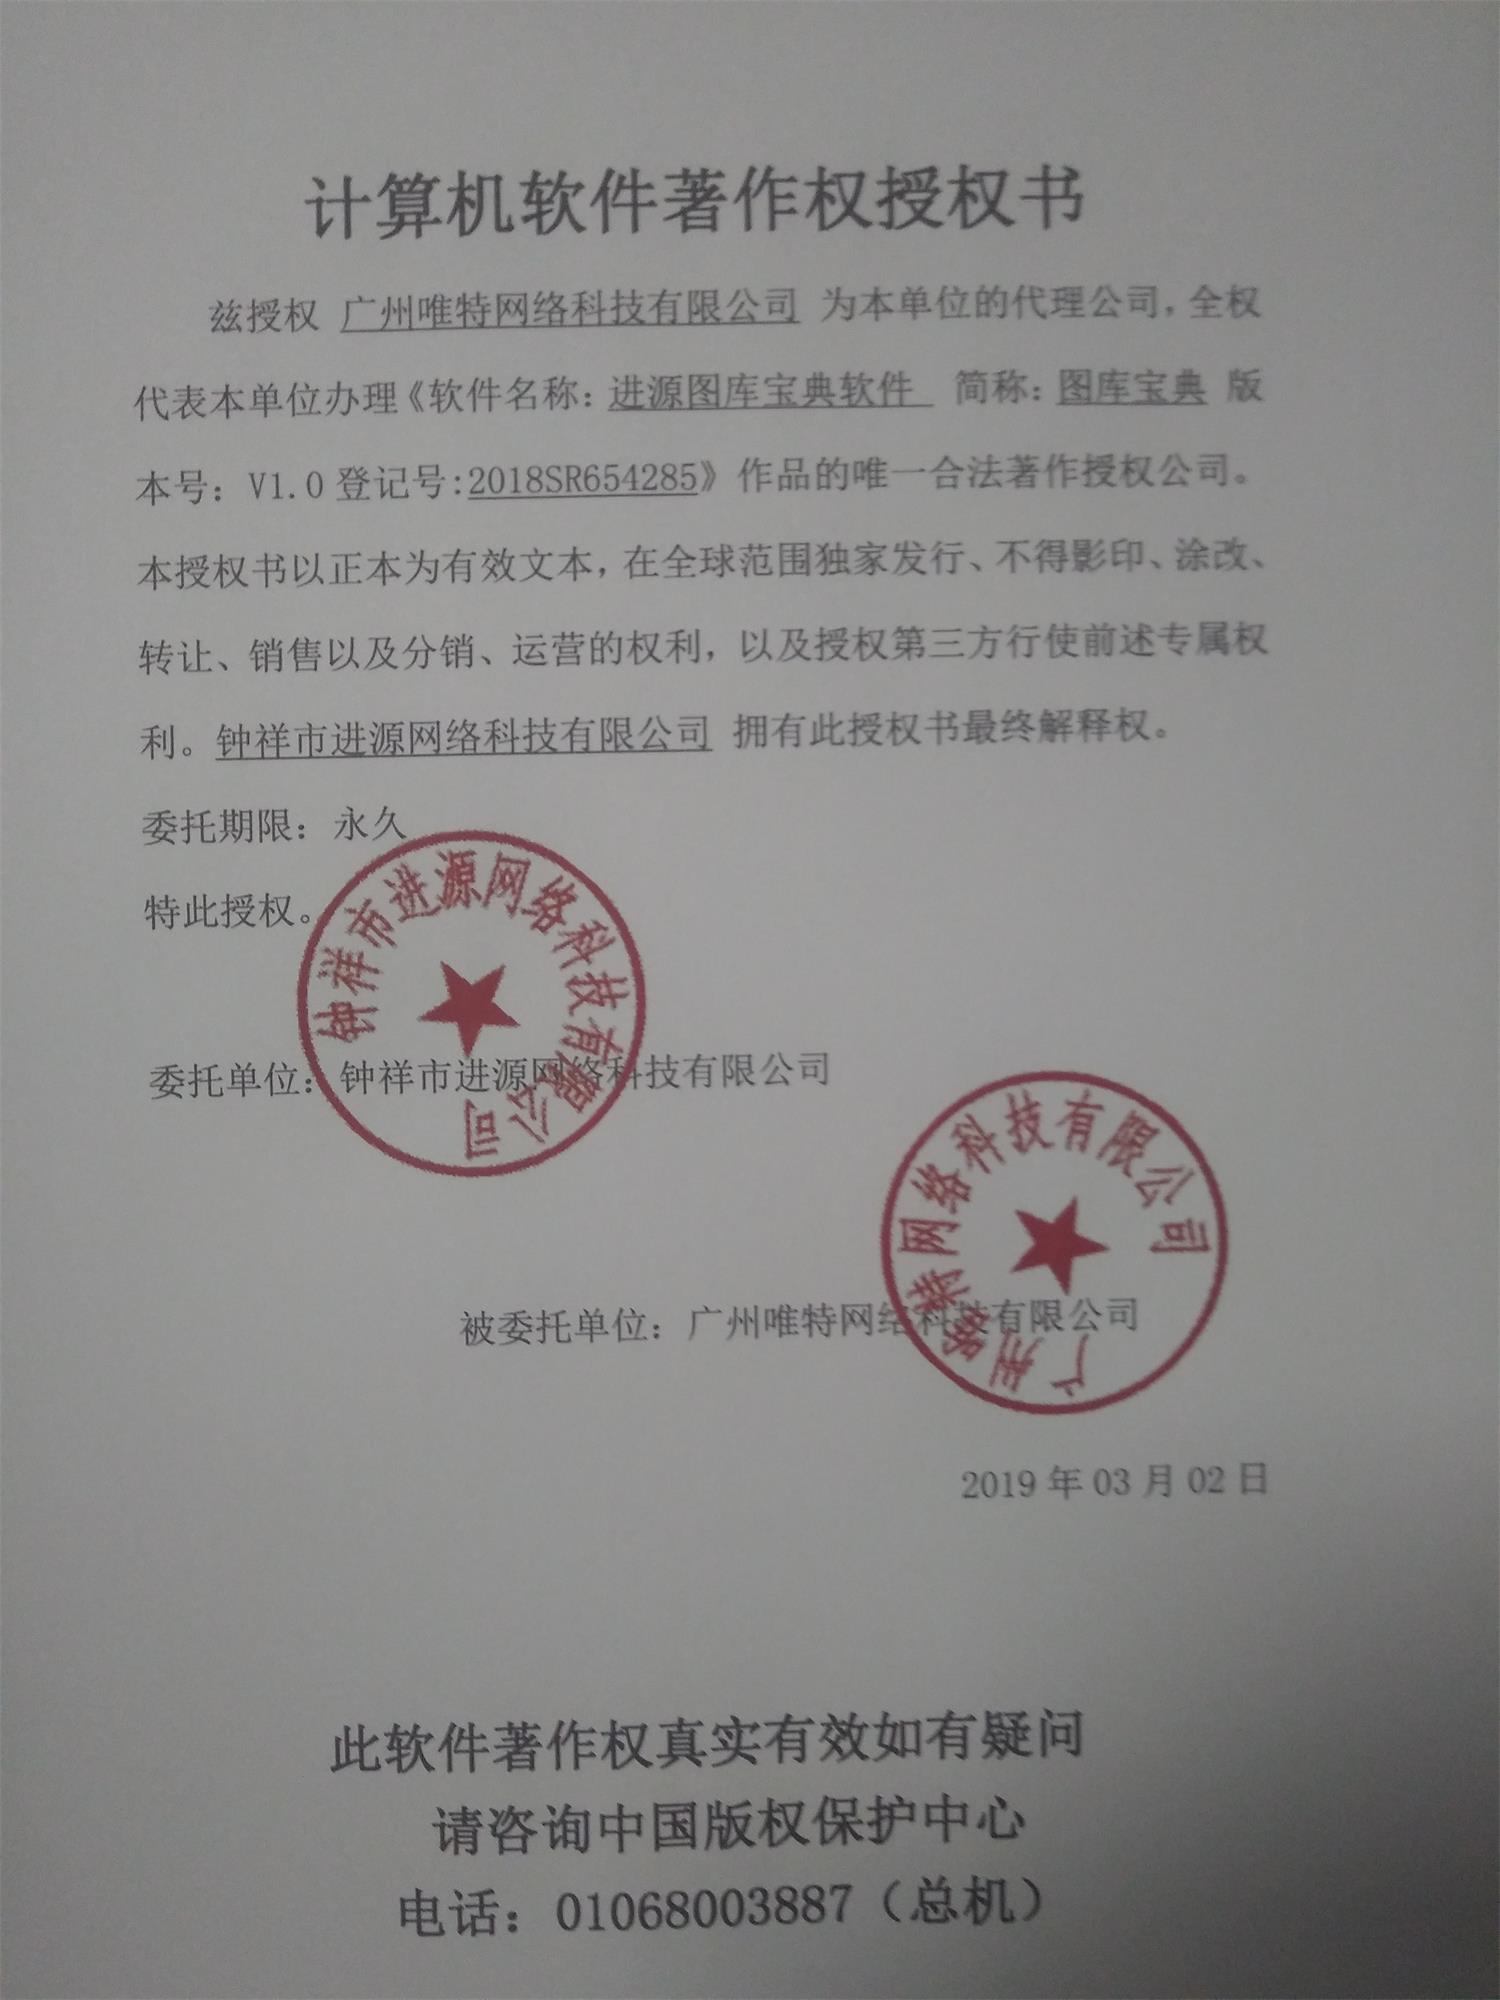 计算机软件著作权授权书
兹授权 广州唯特网络科技有限公司 为本单位的代理公司，全权
代表本单位办理《软件名称：进源图库宝典软件 简称：图库宝典 版
本号：V1.0 登记号:2018SR654285》作品的唯一合法著作授权公司。
本授权书以正本为有效文本，在全球范围独家发行、不得影印、涂改、
转让、销售以及分销、运营的权利，以及授权第三方行使前述专属权
利。钟祥市进源网络科技有限公司 拥有此授权书最终解释权。
委托期限：永久
特此授权。
钟祥市进源网络科技有限公司
委托单位：钟祥市进源网络科技有限公司
广州唯特网络科技有限公司
被委托单位：广州唯特网络科技有限公司
2019 年 03 月 02 日
此软件著作权真实有效如有疑问
请咨询中国版权保护中心
电话：01068003887（总机）